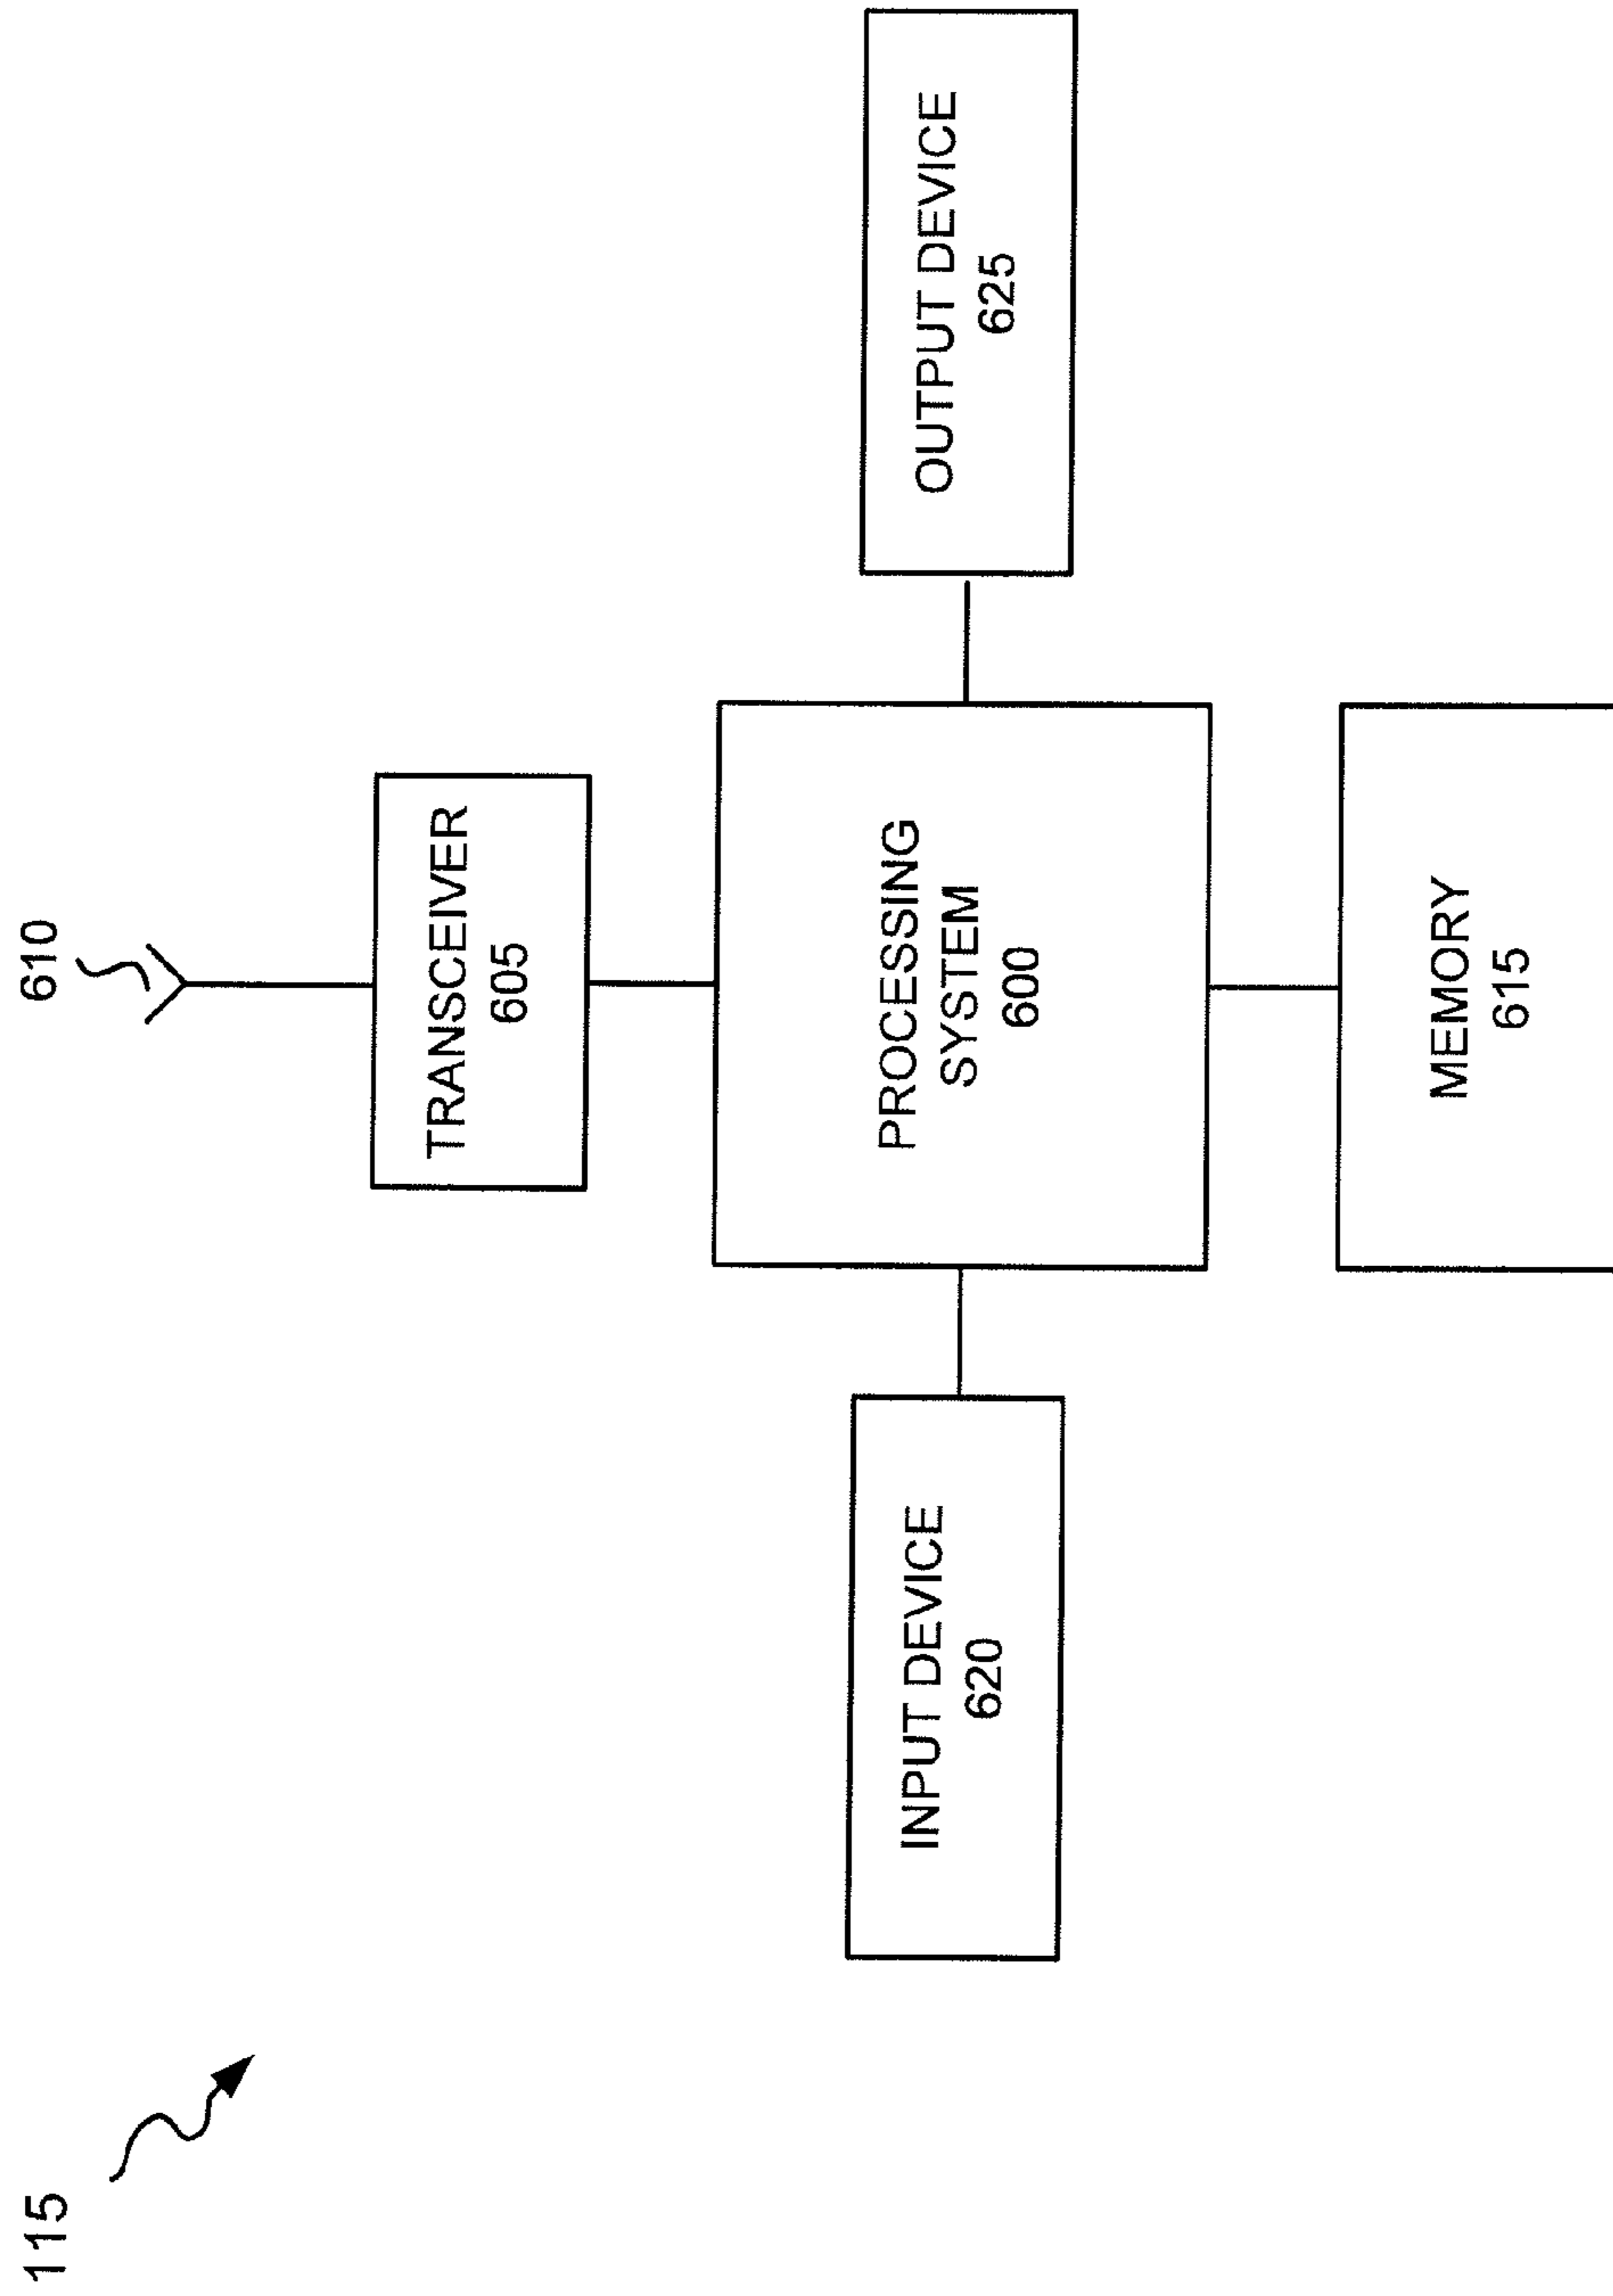 115
610
TRANSCEIVER
605
INPUT DEVICE
620
PROCESSING
SYSTEM
600
OUTPUT DEVICE
625
MEMORY
615